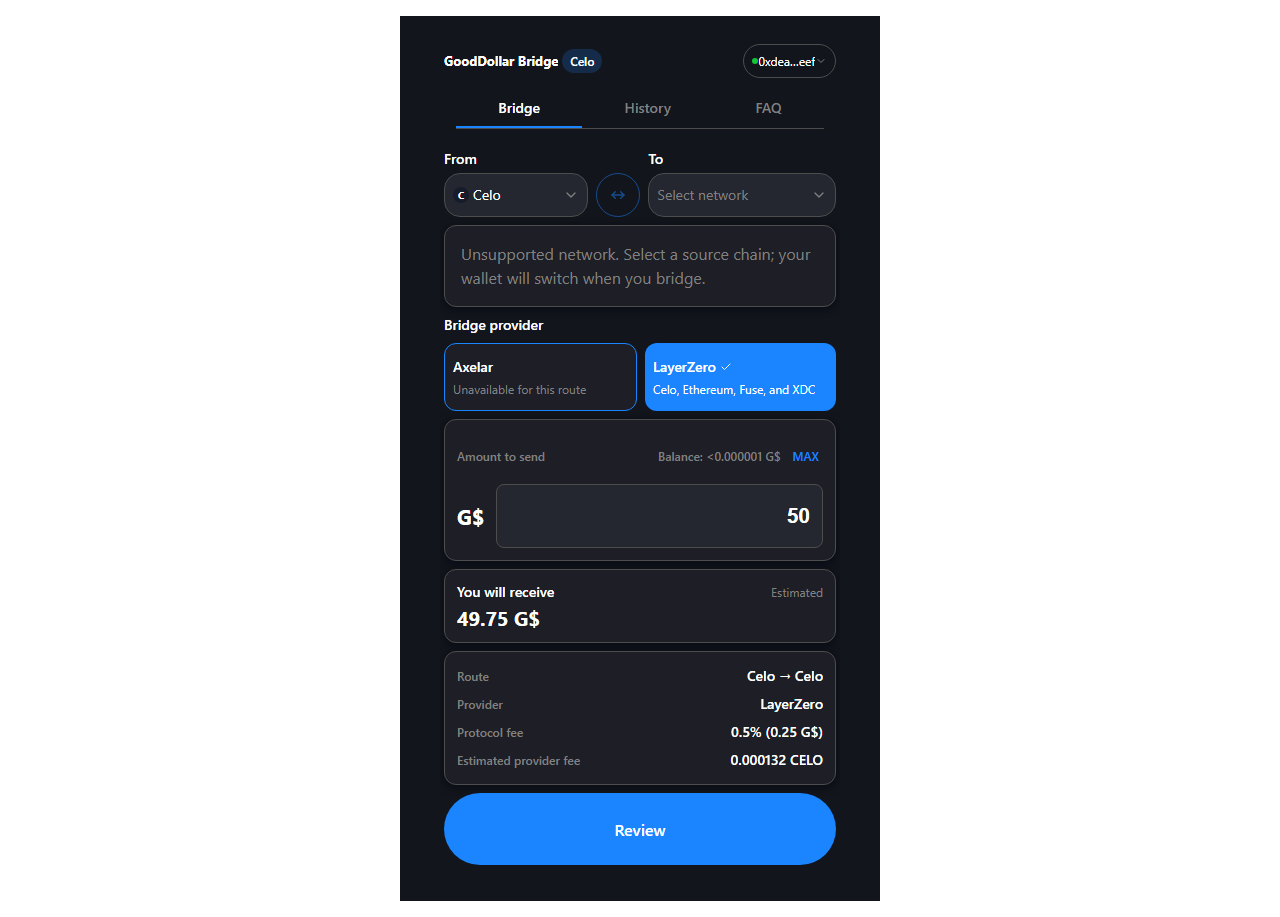 GoodDollar Bridge Celo 0xdea...eef
Bridge History FAQ
From To
C Celo Select network
Unsupported network. Select a source chain; your
wallet will switch when you bridge.
Bridge provider
Axelar
Unavailable for this route
LayerZero
Celo, Ethereum, Fuse, and XDC
Amount to send Balance: <0.000001 G$ MAX
G$ 50
You will receive Estimated
49.75 G$
Route Celo → Celo
Provider LayerZero
Protocol fee 0.5% (0.25 G$)
Estimated provider fee 0.000132 CELO
Review